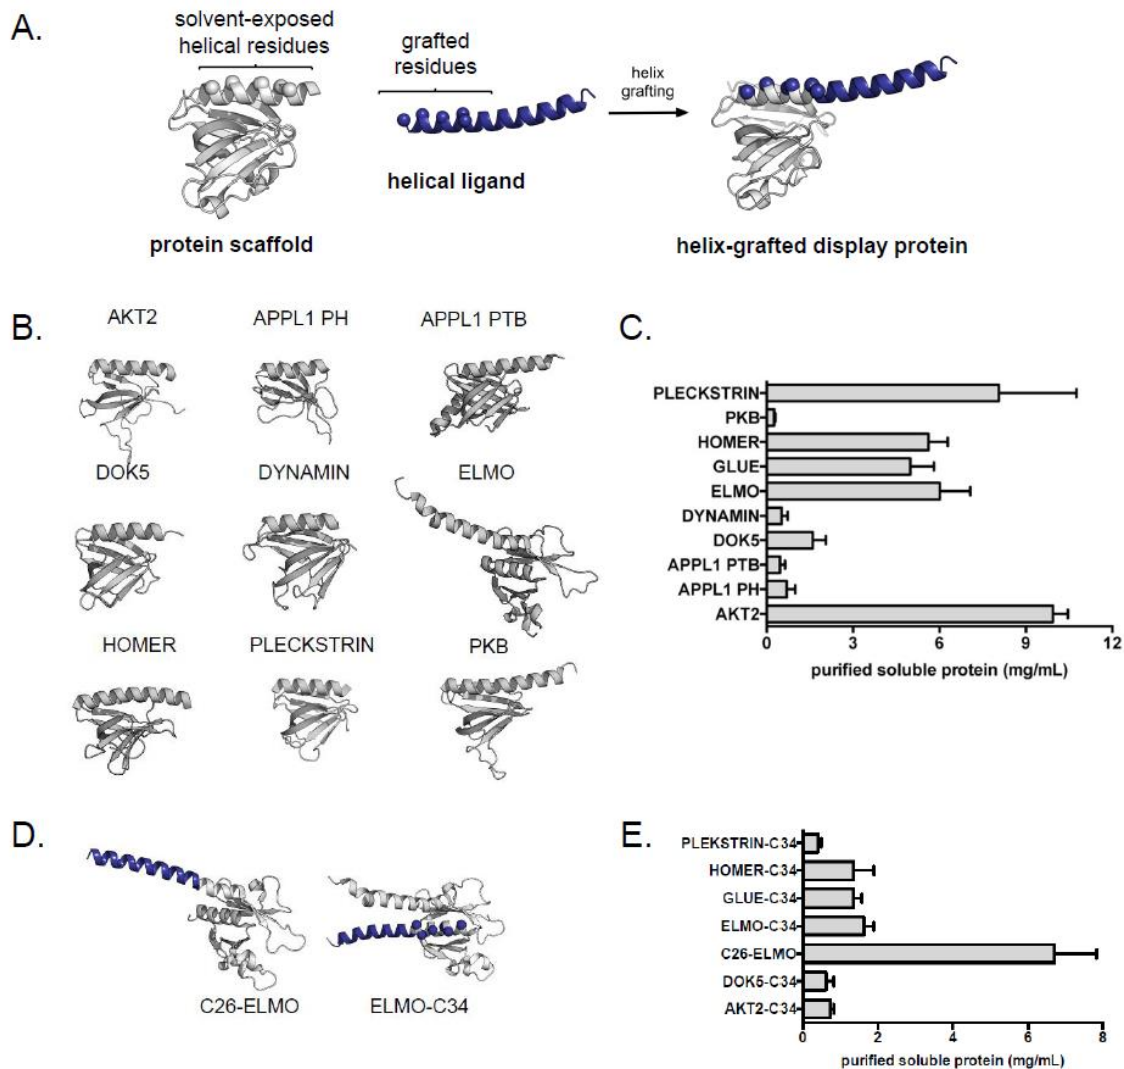 A.
solvent-exposed
helical residues
grafted
residues
helix
grafting
helical ligand
protein scaffold
helix-grafted display protein
B.
AKT2
APPL1 PH
APPL1 PTB
DOK5
DYNAMIN
ELMO
HOMER
PLECKSTRIN
PKB
C.
PLECKSTRIN
PKB
HOMER
GLUE
ELMO
DYNAMIN
DOK5
APPL1 PTB
APPL1 PH
AKT2
0 3 6 9 12
purified soluble protein (mg/mL)
D.
C26-ELMO
ELMO-C34
E.
PLEKSTRIN-C34
HOMER-C34
GLUE-C34
ELMO-C34
C26-ELMO
DOK5-C34
AKT2-C34
0 2 4 6 8
purified soluble protein (mg/mL)